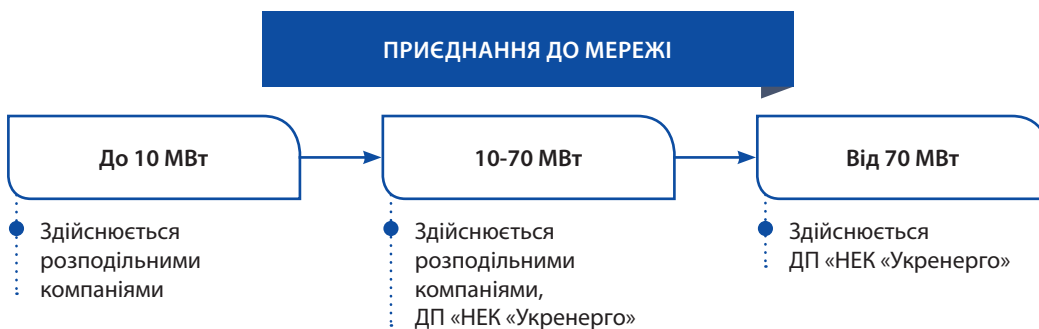 ПРИЄДНАННЯ ДО МЕРЕЖІ
До 10 МВт
Здійснюється
розподільними
компаніями
10-70 МВт
Здійснюється
розподільними
компаніями,
ДП «НЕК «Укренерго»
Від 70 МВт
Здійснюється
ДП «НЕК «Укренерго»